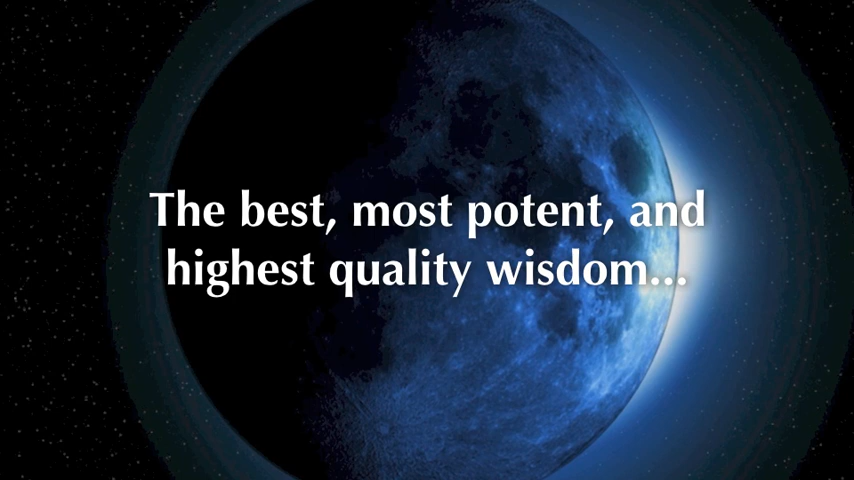 The best, most potent, and
highest quality wisdom...